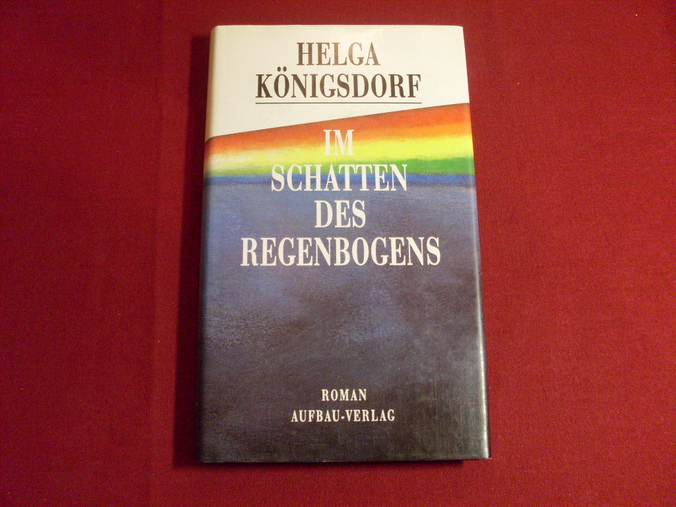 HELGA
KÖNIGSDORF
IM
SCHATTEN
DES
REGENBOGENS
ROMAN
AUFBAU-VERLAG